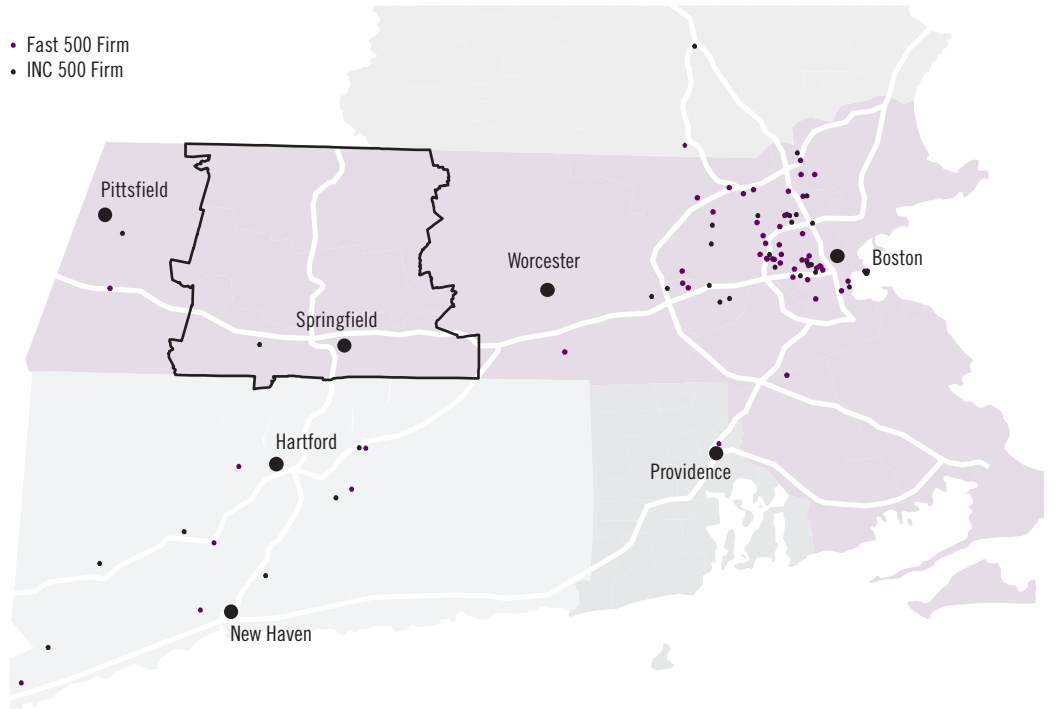 Fast 500 Firm
INC 500 Firm
Pittsfield
Worcester
Boston
Springfield
Hartford
Providence
New Haven